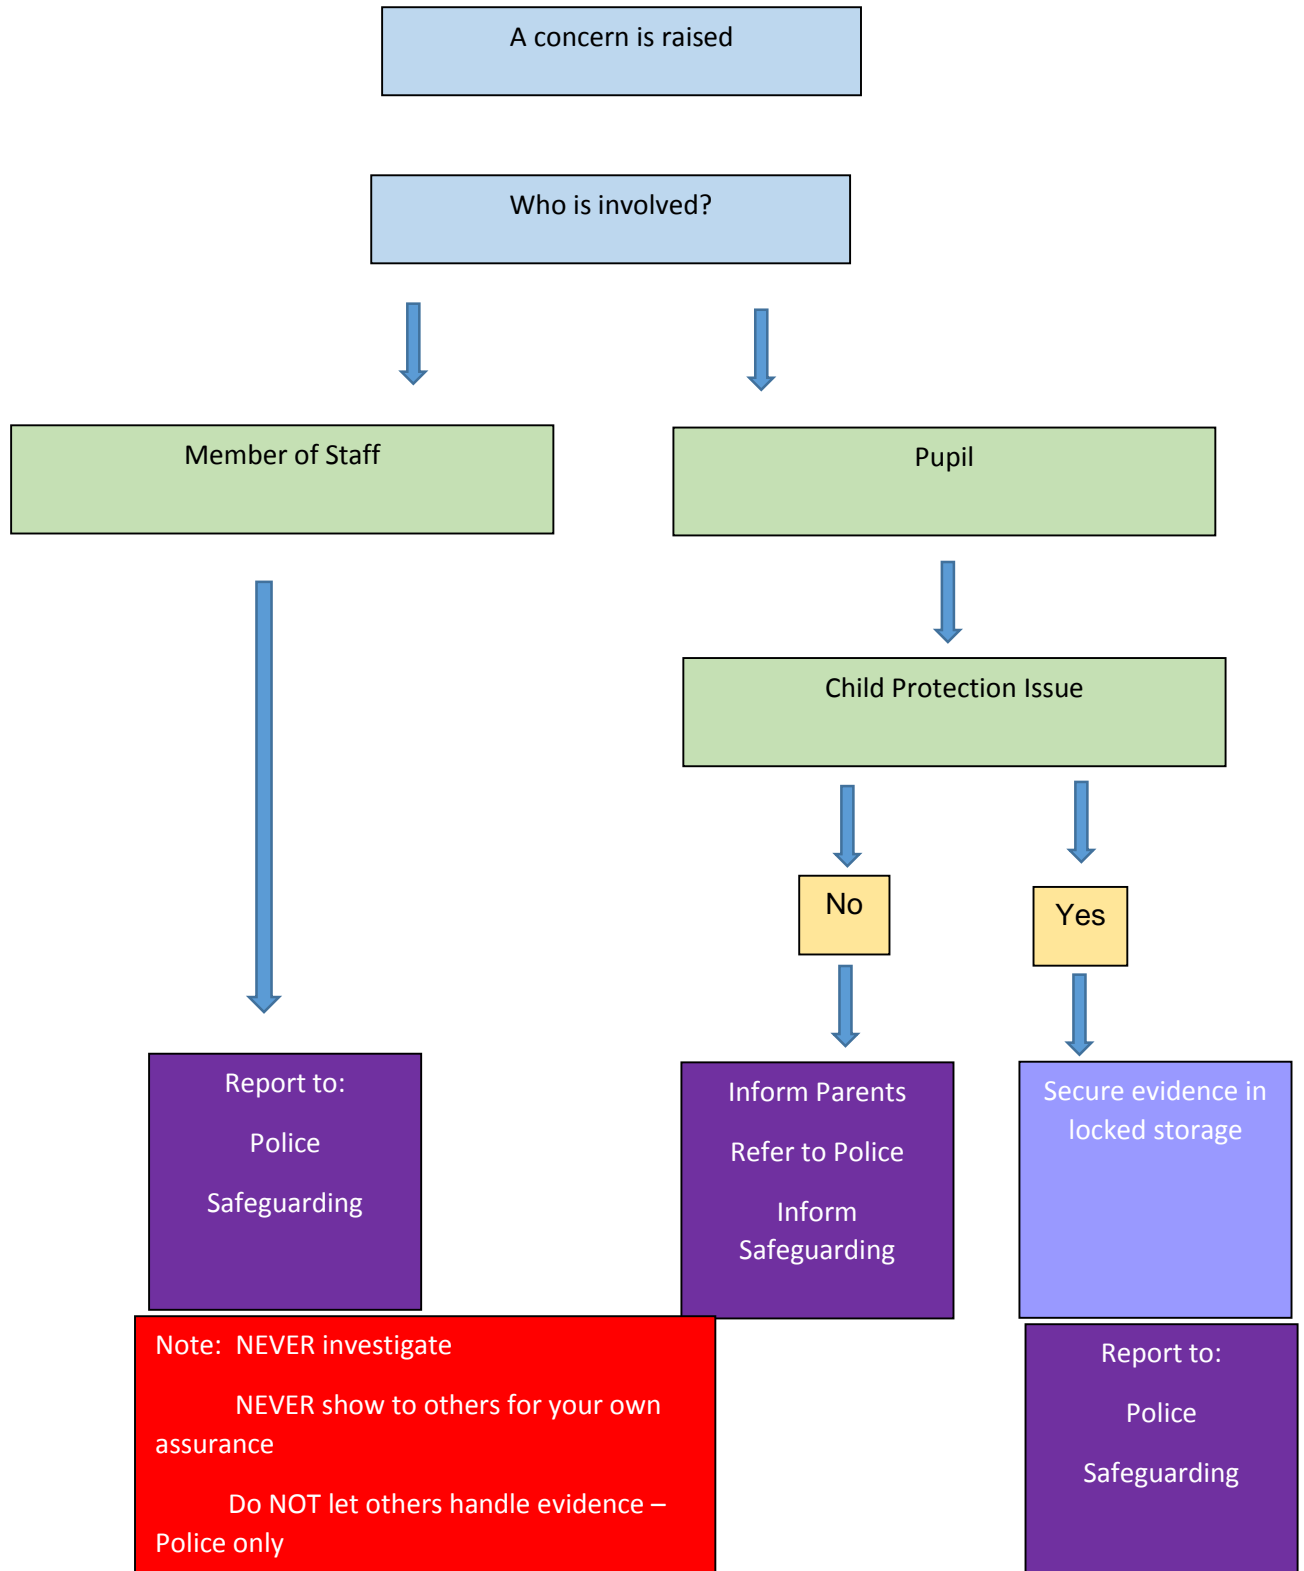 A concern is raised
Who is involved?
Member of Staff
Pupil
Child Protection Issue
No
Yes
Report to:
Police
Safeguarding
Inform Parents
Refer to Police
Inform
Safeguarding
Secure evidence in
locked storage
Note:  NEVER investigate
NEVER show to others for your own
assurance
Do NOT let others handle evidence –
Police only
Report to:
Police
Safeguarding